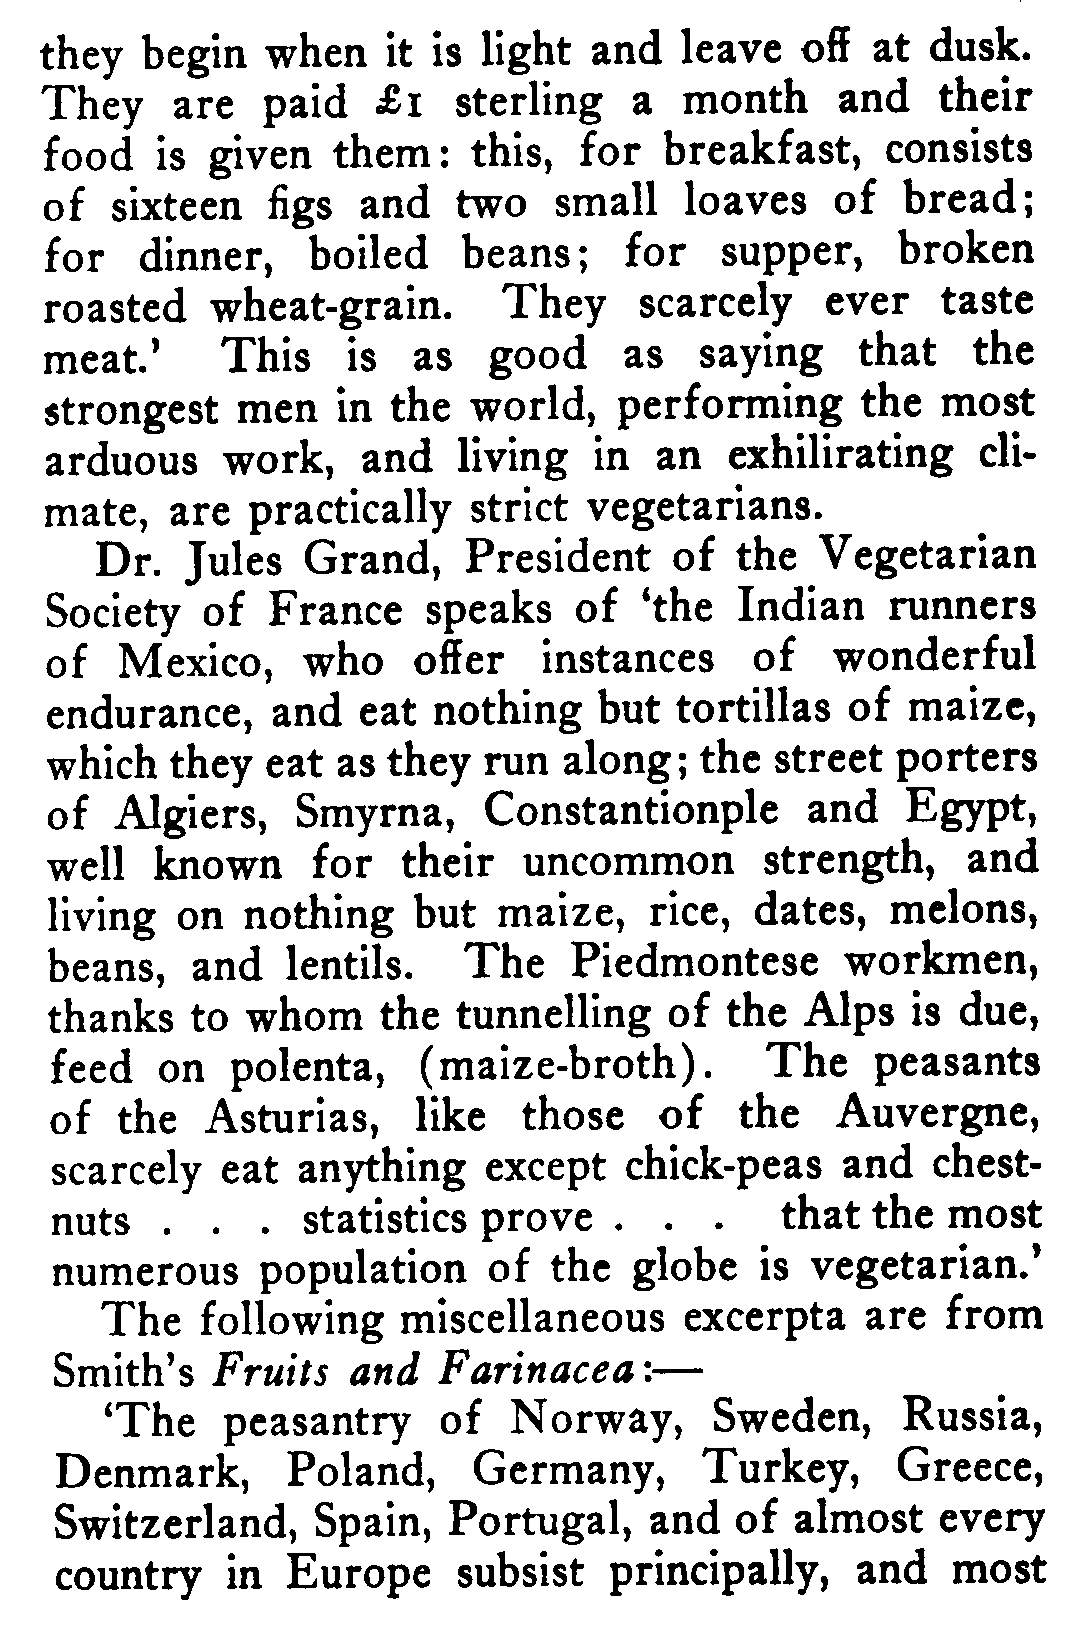 they begin when it is light and leave off at dusk.
They are paid £1 sterling a month and their
food is given them: this, for breakfast, consists
of sixteen figs and two small loaves of bread;
for dinner, boiled beans; for supper, broken
roasted wheat-grain. They scarcely ever taste
meat.' This is as good as saying that the
strongest men in the world, performing the most
arduous work, and living in an exhilirating cli-
mate, are practically strict vegetarians.
Dr. Jules Grand, President of the Vegetarian
Society of France speaks of 'the Indian runners
of Mexico, who offer instances of wonderful
endurance, and eat nothing but tortillas of maize,
which they eat as they run along; the street porters
of Algiers, Smyrna, Constantionple and Egypt,
well known for their uncommon strength, and
living on nothing but maize, rice, dates, melons,
beans, and lentils. The Piedmontese workmen,
thanks to whom the tunnelling of the Alps is due,
feed on polenta, (maize-broth). The peasants
of the Asturias, like those of the Auvergne,
scarcely eat anything except chick-peas and chest-
nuts . . . statistics prove . . . that the most
numerous population of the globe is vegetarian.'
The following miscellaneous excerpta are from
Smith's Fruits and Farinacea:—
'The peasantry of Norway, Sweden, Russia,
Denmark, Poland, Germany, Turkey, Greece,
Switzerland, Spain, Portugal, and of almost every
country in Europe subsist principally, and most